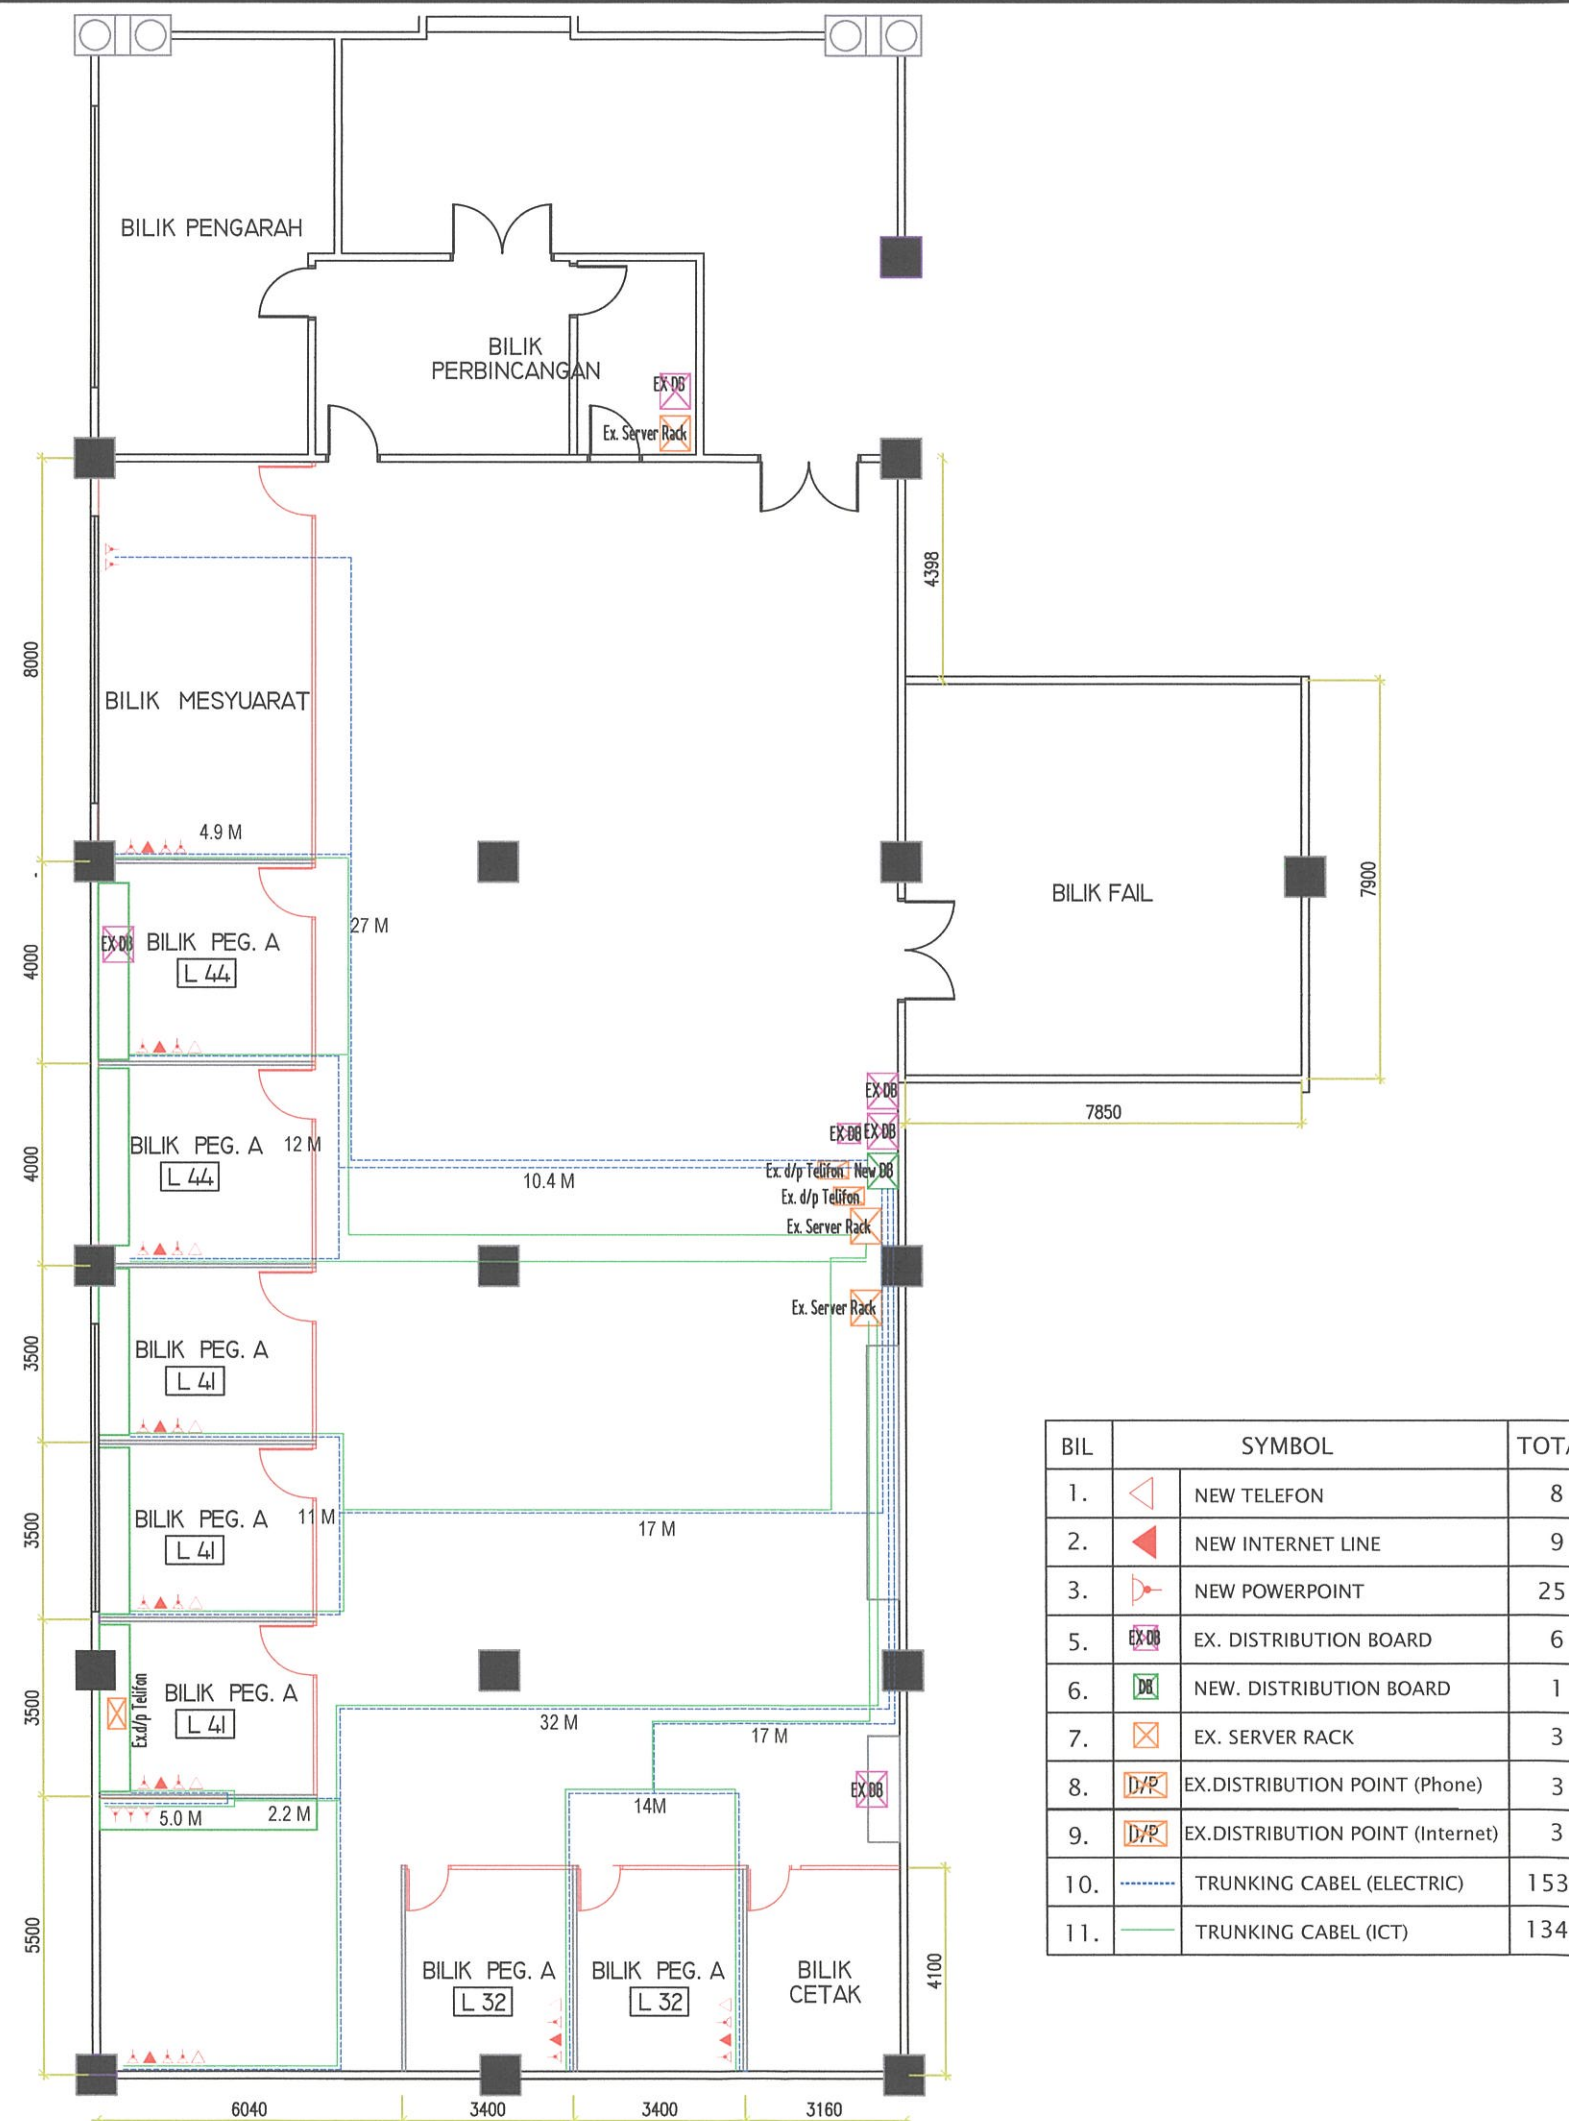 BILIK PENGARAH
BILIK
PERBINCANGAN
EX DB
Ex. Server Rack
4398
8000
BILIK MESYUARAT
4.9 M
BILIK FAIL
7900
27 M
EX DB
BILIK PEG. A
L 44
4000
EX DB
7850
EX DB
EX DB
4000
BILIK PEG. A
12 M
L 44
10.4 M
Ex. d/p Telifon
New DB
Ex. d/p Telifon
Ex. Server Rack
Ex. Server Rack
3500
BILIK PEG. A
L 41
3500
BILIK PEG. A
11 M
L 41
17 M
3500
Ex.d/p Telifon
BILIK PEG. A
L 41
32 M
17 M
EX DB
14M
5.0 M
2.2 M
5500
BILIK PEG. A
L 32
BILIK PEG. A
L 32
BILIK
CETAK
4100
6040
3400
3400
3160
BIL SYMBOL
1. NEW TELEFON 8
2. NEW INTERNET LINE 9
3. NEW POWERPOINT 25
5. EX DB EX. DISTRIBUTION BOARD 6
6. DB NEW. DISTRIBUTION BOARD 1
7. EX. SERVER RACK 3
8. D/P EX.DISTRIBUTION POINT (Phone) 3
9. D/P EX.DISTRIBUTION POINT (Internet) 3
10. TRUNKING CABEL (ELECTRIC) 153
11. TRUNKING CABEL (ICT) 134